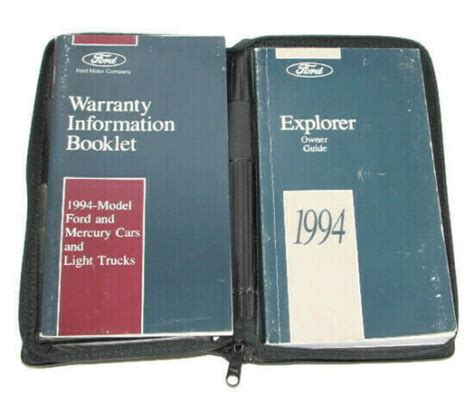 Ford
Ford Motor Company
Warranty
Information
Booklet
1994-Model
Ford and
Mercury Cars
and
Light Trucks
Ford
Explorer
Owner
Guide
1994